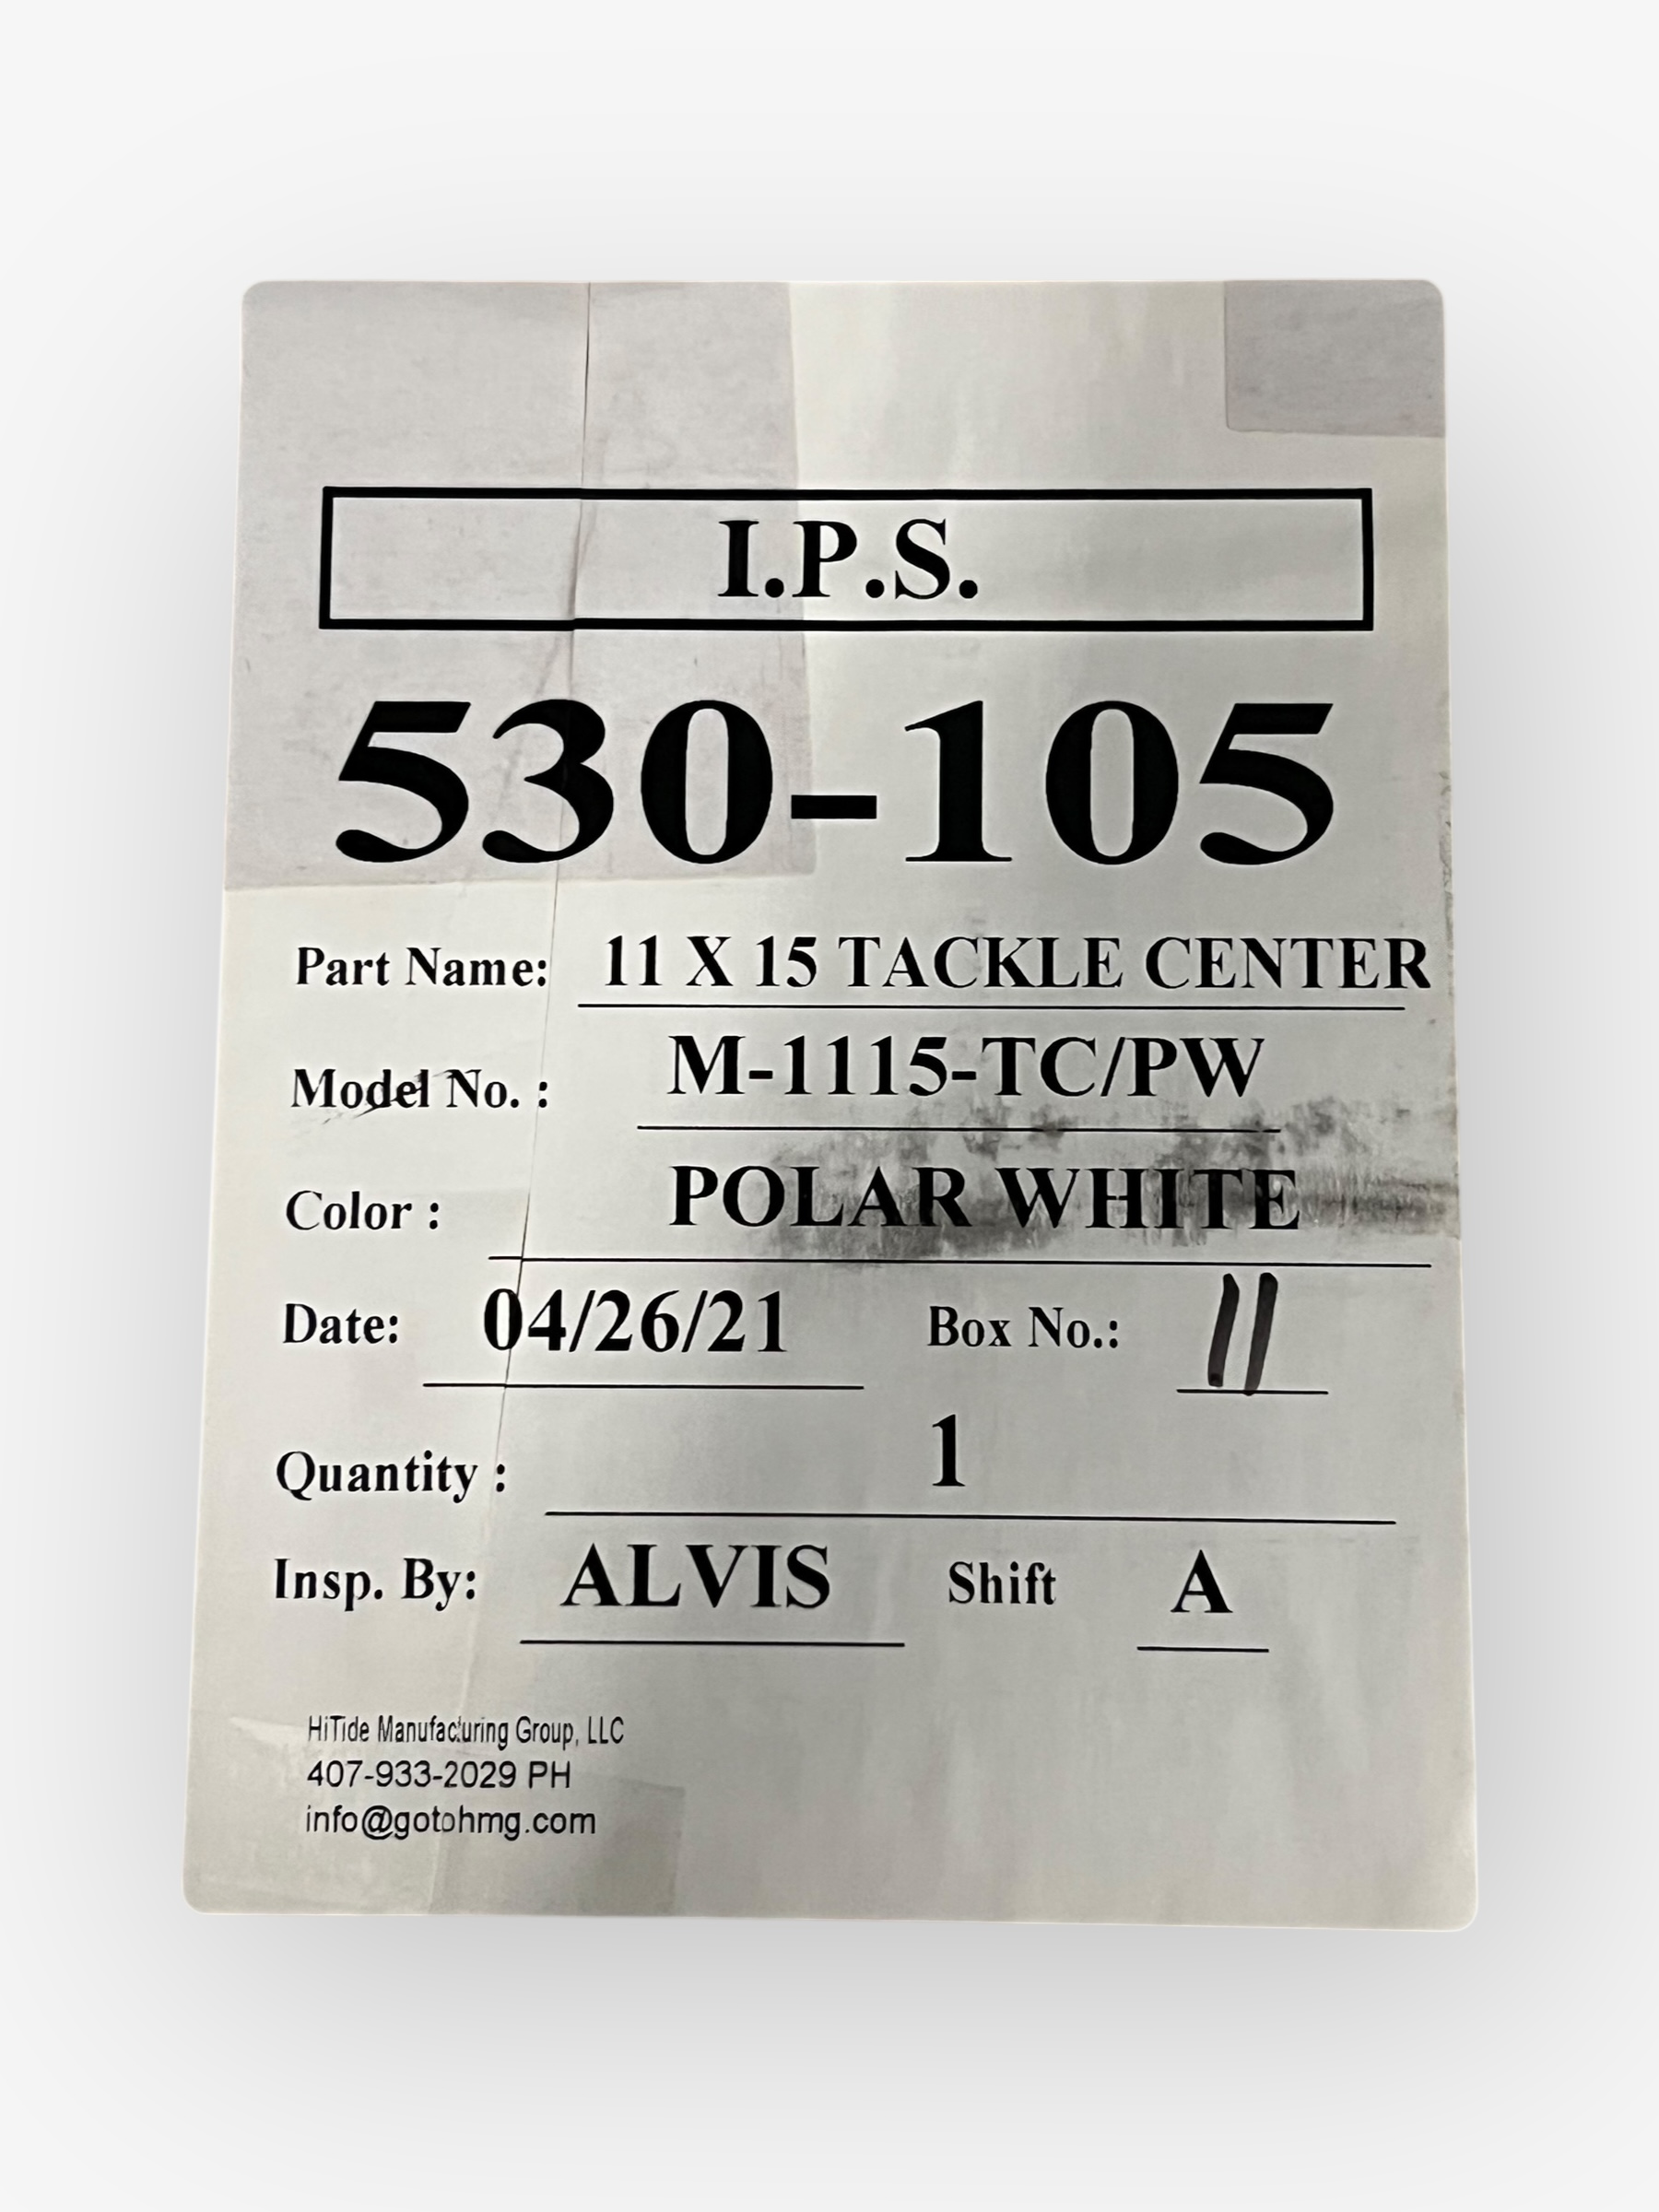 I.P.S.
530-105
Part Name: 11 X 15 TACKLE CENTER
Model No. : M-1115-TC/PW
Color : POLAR WHITE
Date: 04/26/21 Box No.: 11
Quantity : 1
Insp. By: ALVIS Shift A
HiTide Manufacturing Group, LLC
407-933-2029 PH
info@gotohmg.com